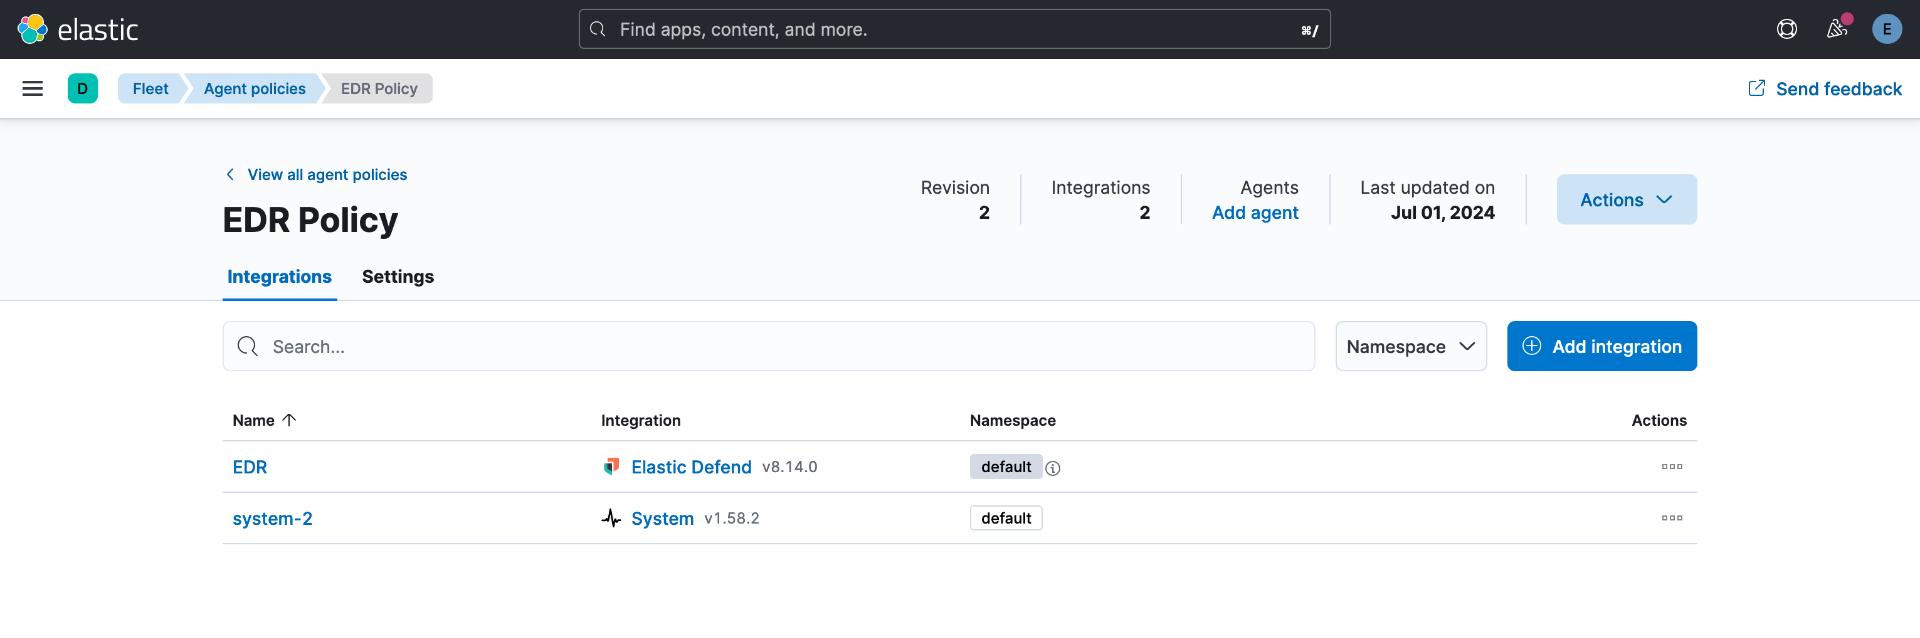 elastic
Find apps, content, and more.
⌘/
E
D
Fleet
Agent policies
EDR Policy
Send feedback
View all agent policies
EDR Policy
Revision
2
Integrations
2
Agents
Add agent
Last updated on
Jul 01, 2024
Actions
Integrations
Settings
Search...
Namespace
Add integration
Name
Integration
Namespace
Actions
EDR
Elastic Defend v8.14.0
default
system-2
System v1.58.2
default